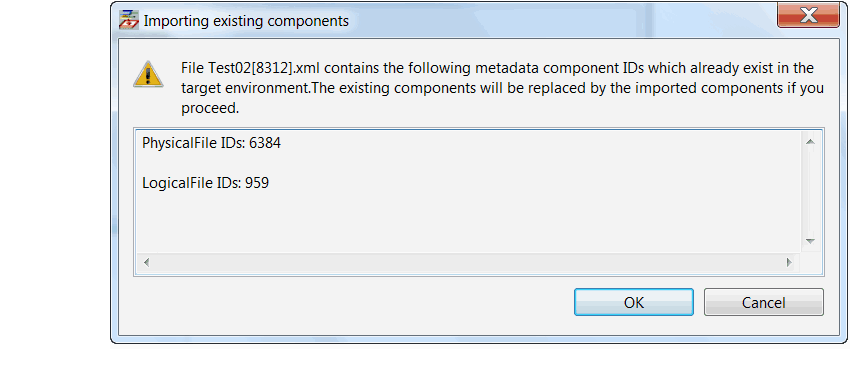 Importing existing components
File Test02[8312].xml contains the following metadata component IDs which already exist in the
target environment.The existing components will be replaced by the imported components if you
proceed.
PhysicalFile IDs: 6384
LogicalFile IDs: 959
OK
Cancel